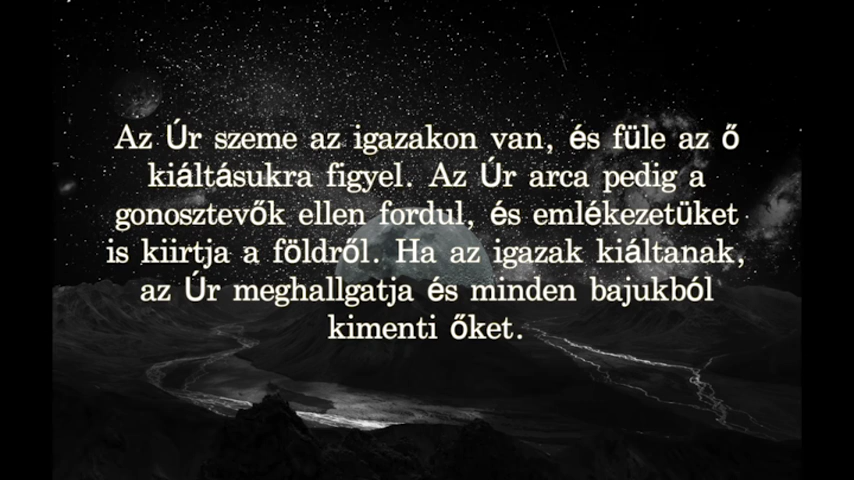 Az Úr szeme az igazakon van, és füle az ő
kiáltásukra figyel. Az Úr arca pedig a
gonosztevők ellen fordul, és emlékezetüket
is kiirtja a földről. Ha az igazak kiáltanak,
az Úr meghallgatja és minden bajukból
kimenti őket.